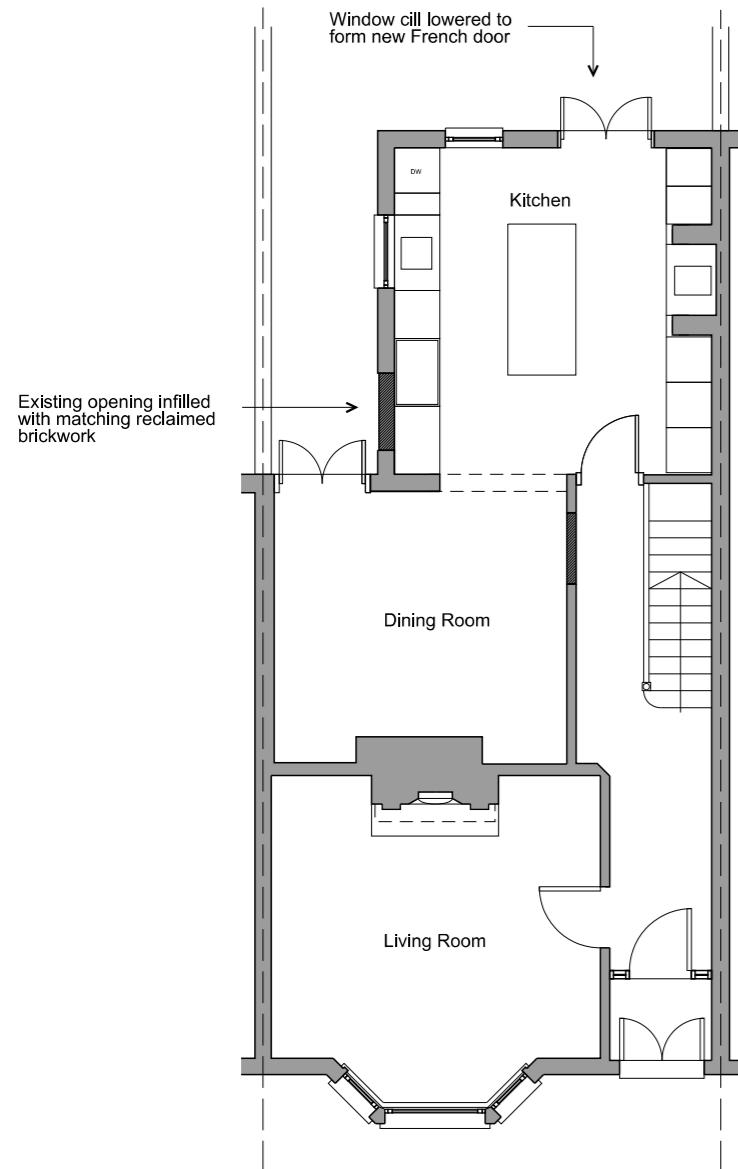 Window cill lowered to
form new French door
DW
Kitchen
Existing opening infilled
with matching reclaimed
brickwork
Dining Room
Living Room